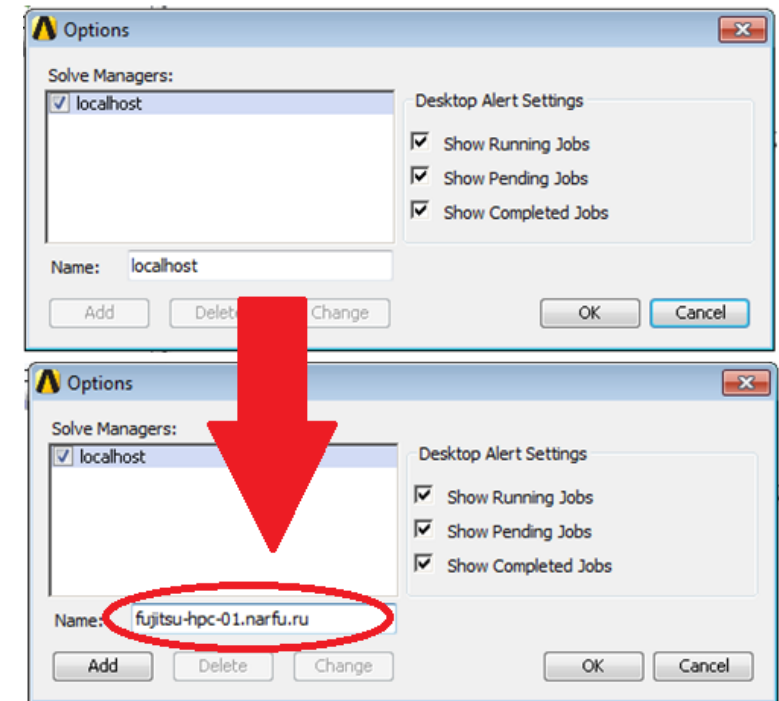 Options
Solve Managers:
localhost
Desktop Alert Settings
Show Running Jobs
Show Pending Jobs
Show Completed Jobs
Name: localhost
Add Delete Change OK Cancel
Options
Solve Managers:
localhost
Desktop Alert Settings
Show Running Jobs
Show Pending Jobs
Show Completed Jobs
Name: fujitsu-hpc-01.narfu.ru
Add Delete Change OK Cancel